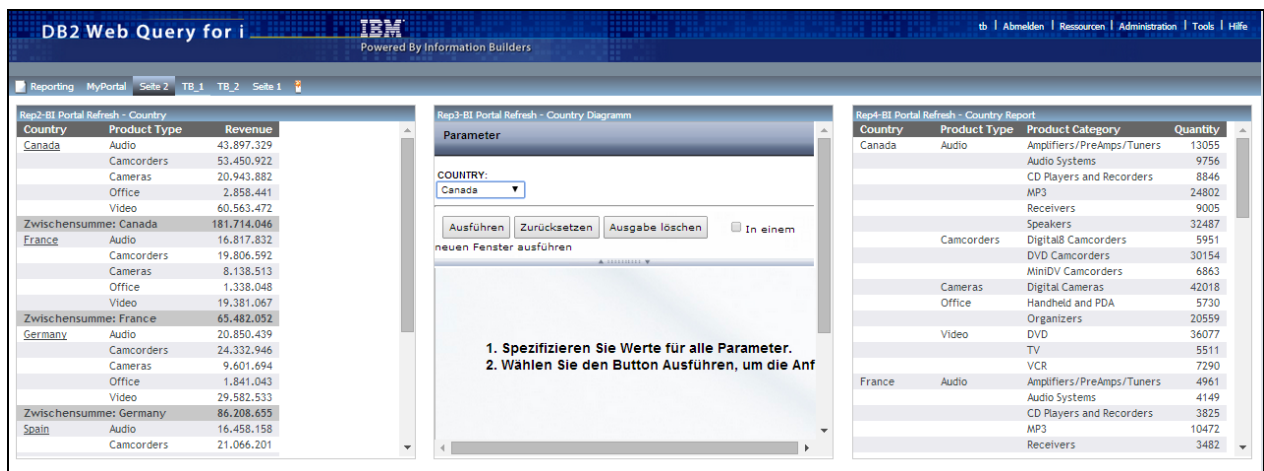 DB2 Web Query for i
IBM
Powered By Information Builders
tb | Abmelden | Ressourcen | Administration | Tools | Hilfe
Reporting MyPortal Seite 2 TB_1 TB_2 Seite 1
Rep2-BI Portal Refresh - Country
Country Product Type Revenue
Canada Audio 43.897.329
Camcorders 53.450.922
Cameras 20.943.882
Office 2.858.441
Video 60.563.472
Zwischensumme: Canada 181.714.046
France Audio 16.817.832
Camcorders 19.806.592
Cameras 8.138.513
Office 1.338.048
Video 19.381.067
Zwischensumme: France 65.482.052
Germany Audio 20.850.439
Camcorders 24.332.946
Cameras 9.601.694
Office 1.841.043
Video 29.582.533
Zwischensumme: Germany 86.208.655
Spain Audio 16.458.158
Camcorders 21.066.201
Rep3-BI Portal Refresh - Country Diagramm
Parameter
COUNTRY:
Canada
Ausführen Zurücksetzen Ausgabe löschen In einem
neuen Fenster ausführen
1. Spezifizieren Sie Werte für alle Parameter.
2. Wählen Sie den Button Ausführen, um die Anf
Rep4-BI Portal Refresh - Country Report
Country Product Type Product Category Quantity
Canada Audio Amplifiers/PreAmps/Tuners 13055
Audio Systems 9756
CD Players and Recorders 8846
MP3 24802
Receivers 9005
Speakers 32487
Camcorders Digital8 Camcorders 5951
DVD Camcorders 30154
MiniDV Camcorders 6863
Cameras Digital Cameras 42018
Office Handheld and PDA 5730
Organizers 20559
Video DVD 36077
TV 5511
VCR 7290
France Audio Amplifiers/PreAmps/Tuners 4961
Audio Systems 4149
CD Players and Recorders 3825
MP3 10472
Receivers 3482